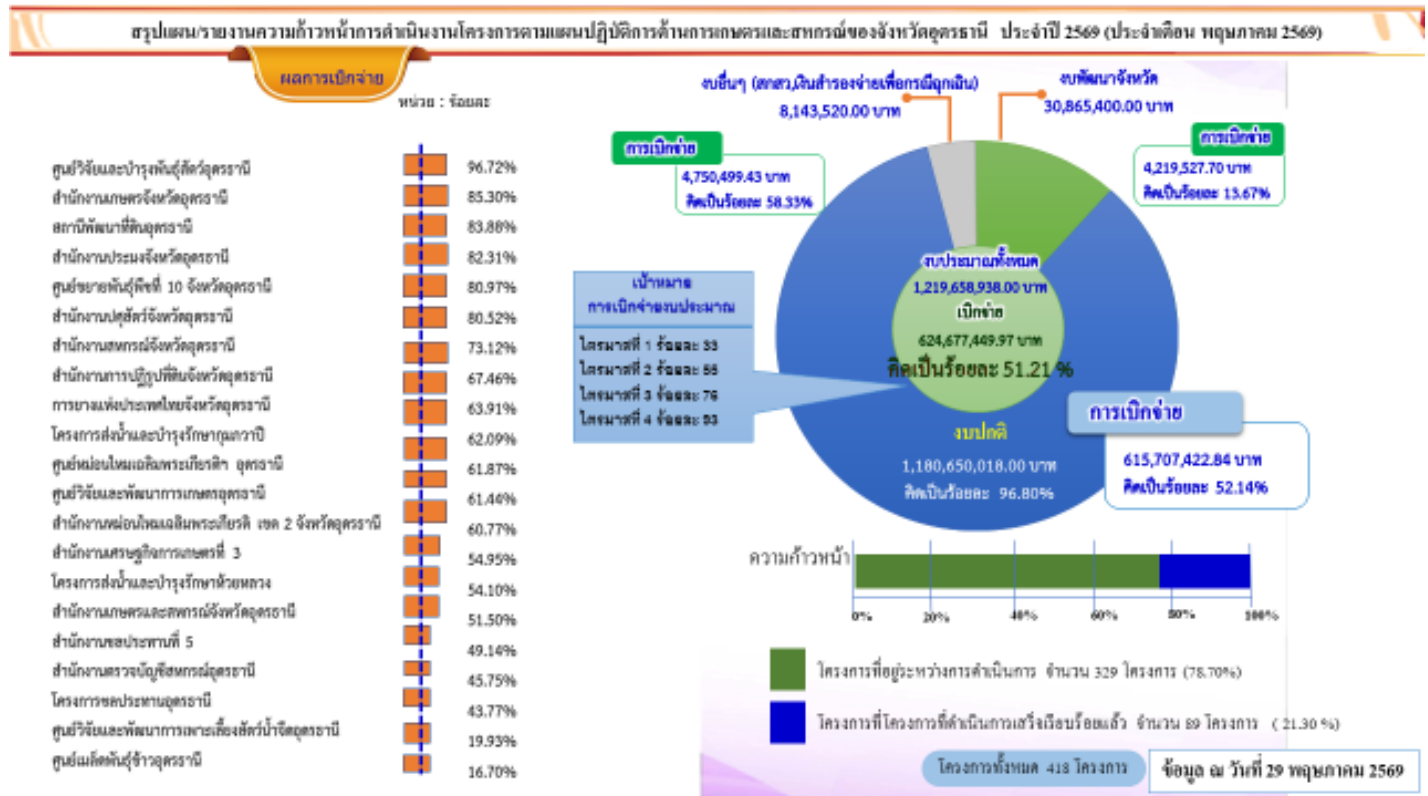 สรุปแผน/รายงานความก้าวหน้าการดำเนินงานโครงการตามแผนปฏิบัติการด้านการเกษตรและสหกรณ์ของจังหวัดอุดรธานี ประจำปี 2569 (ประจำเดือน พฤษภาคม 2569)
ผลการเบิกจ่าย
หน่วย : ร้อยละ
ศูนย์วิจัยและบำรุงพันธุ์สัตว์อุดรธานี 96.72%
สำนักงานเกษตรจังหวัดอุดรธานี 85.30%
สถานีพัฒนาที่ดินอุดรธานี 83.88%
สำนักงานประมงจังหวัดอุดรธานี 82.31%
ศูนย์ขยายพันธุ์พืชที่ 10 จังหวัดอุดรธานี 80.97%
สำนักงานปศุสัตว์จังหวัดอุดรธานี 80.52%
สำนักงานสหกรณ์จังหวัดอุดรธานี 73.12%
สำนักงานการปฏิรูปที่ดินจังหวัดอุดรธานี 67.46%
การยางแห่งประเทศไทยจังหวัดอุดรธานี 63.91%
โครงการส่งน้ำและบำรุงรักษากุมภวาปี 62.09%
ศูนย์หม่อนไหมเฉลิมพระเกียรติฯ อุดรธานี 61.87%
ศูนย์วิจัยและพัฒนาการเกษตรอุดรธานี 61.44%
สำนักงานหม่อนไหมเฉลิมพระเกียรติ เขต 2 จังหวัดอุดรธานี 60.77%
สำนักงานเศรษฐกิจการเกษตรที่ 3 54.95%
โครงการส่งน้ำและบำรุงรักษาห้วยหลวง 54.10%
สำนักงานเกษตรและสหกรณ์จังหวัดอุดรธานี 51.50%
สำนักงานชลประทานที่ 5 49.14%
สำนักงานตรวจบัญชีสหกรณ์อุดรธานี 45.75%
โครงการชลประทานอุดรธานี 43.77%
ศูนย์วิจัยและพัฒนาการเพาะเลี้ยงสัตว์น้ำจืดอุดรธานี 19.93%
ศูนย์เมล็ดพันธุ์ข้าวอุดรธานี 16.70%
งบอื่นๆ (สกสว,เงินสำรองจ่ายเพื่อกรณีฉุกเฉิน)
8,143,520.00 บาท
งบพัฒนาจังหวัด
30,865,400.00 บาท
การเบิกจ่าย
4,750,499.43 บาท
คิดเป็นร้อยละ 58.33%
การเบิกจ่าย
4,219,527.70 บาท
คิดเป็นร้อยละ 13.67%
งบประมาณทั้งหมด
1,219,658,938.00 บาท
เบิกจ่าย
624,677,449.97 บาท
คิดเป็นร้อยละ 51.21 %
เป้าหมาย
การเบิกจ่ายงบประมาณ
ไตรมาสที่ 1 ร้อยละ 33
ไตรมาสที่ 2 ร้อยละ 55
ไตรมาสที่ 3 ร้อยละ 75
ไตรมาสที่ 4 ร้อยละ 93
งบปกติ
1,180,650,018.00 บาท
คิดเป็นร้อยละ 96.80%
การเบิกจ่าย
615,707,422.84 บาท
คิดเป็นร้อยละ 52.14%
ความก้าวหน้า
0% 20% 40% 60% 80% 100%
โครงการที่อยู่ระหว่างการดำเนินการ จำนวน 329 โครงการ (78.70%)
โครงการที่โครงการที่ดำเนินการเสร็จเรียบร้อยแล้ว จำนวน 89 โครงการ ( 21.30 %)
โครงการทั้งหมด 418 โครงการ
ข้อมูล ณ วันที่ 29 พฤษภาคม 2569